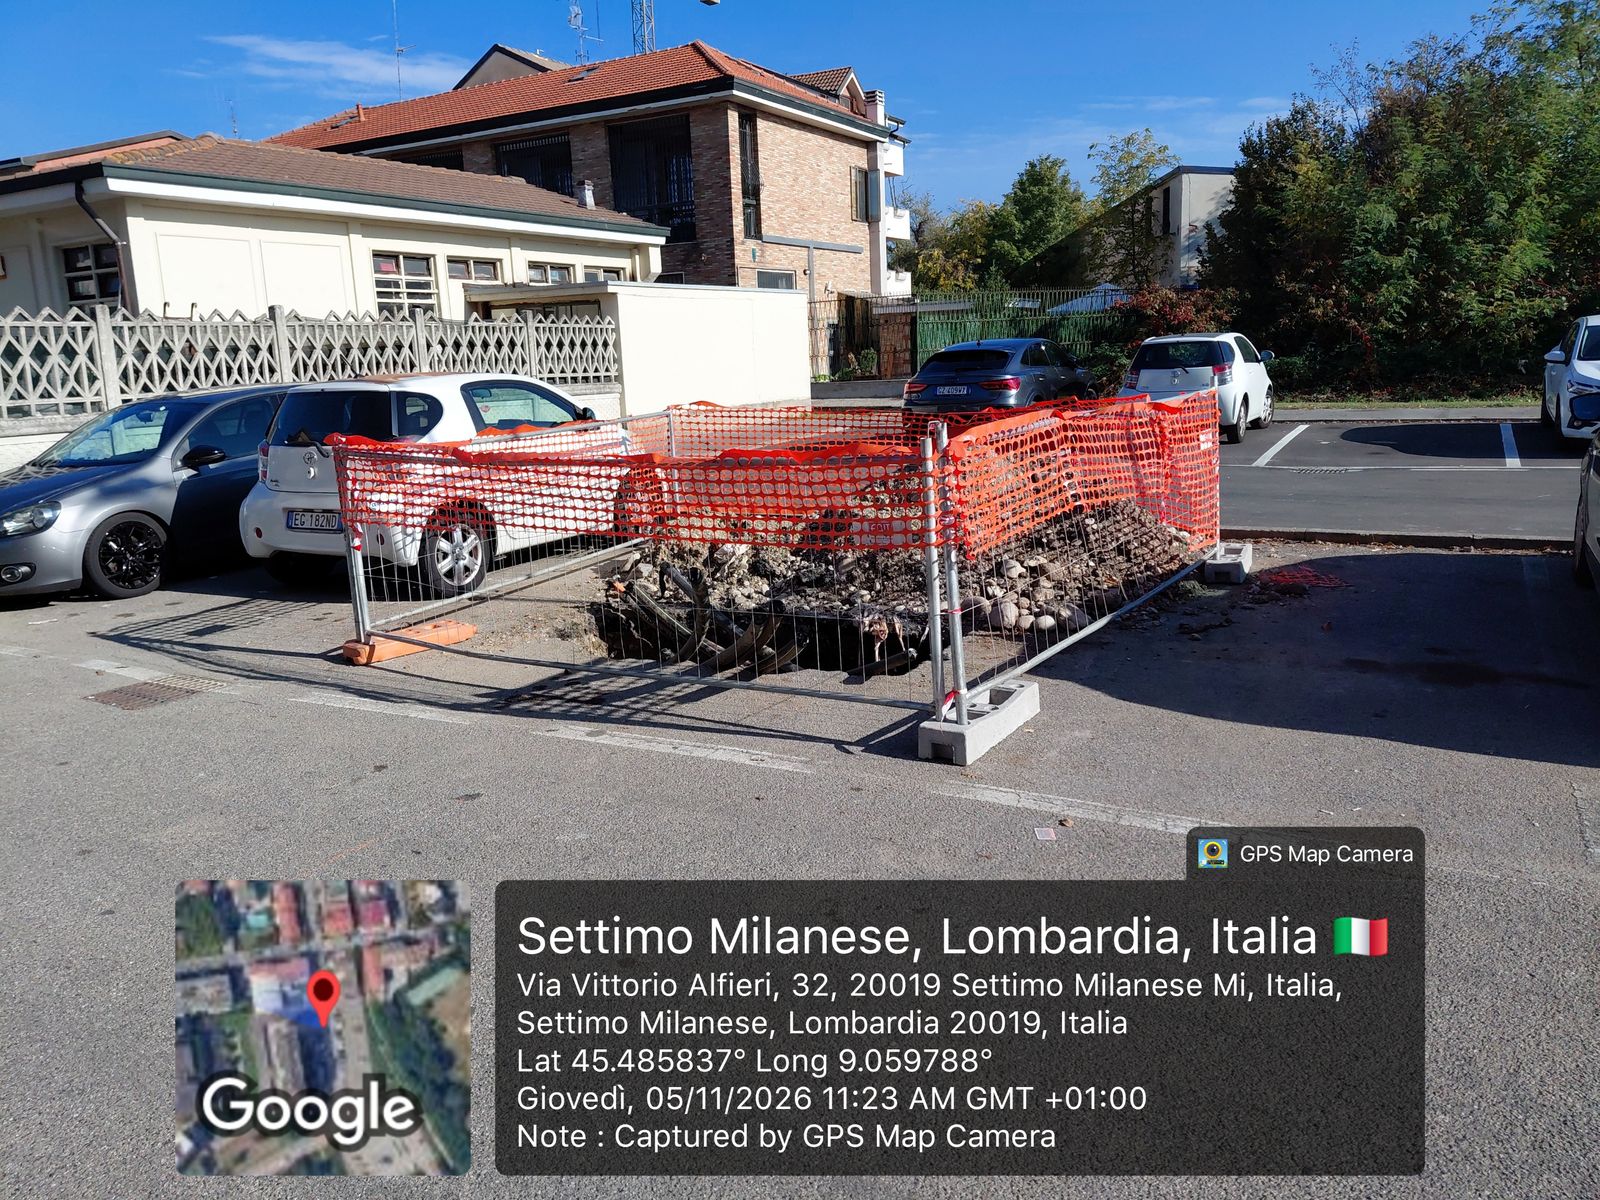 GZ 409WZ
EG 182ND
GPS Map Camera
Settimo Milanese, Lombardia, Italia
Via Vittorio Alfieri, 32, 20019 Settimo Milanese Mi, Italia,
Settimo Milanese, Lombardia 20019, Italia
Lat 45.485837° Long 9.059788°
Giovedì, 05/11/2026 11:23 AM GMT +01:00
Note : Captured by GPS Map Camera
Google